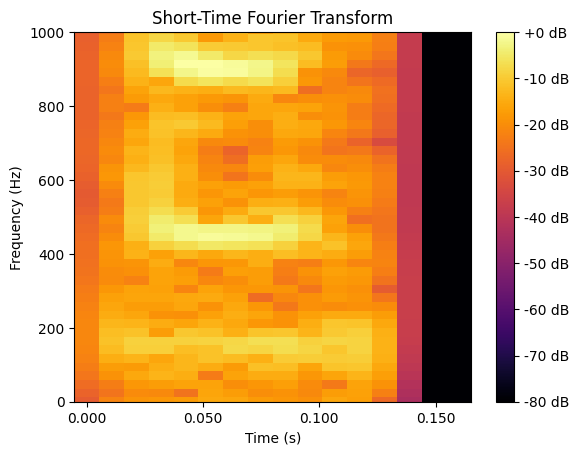 Short-Time Fourier Transform
1000
800
600
400
200
0
Frequency (Hz)
0.000
0.050
0.100
0.150
Time (s)
+0 dB
-10 dB
-20 dB
-30 dB
-40 dB
-50 dB
-60 dB
-70 dB
-80 dB